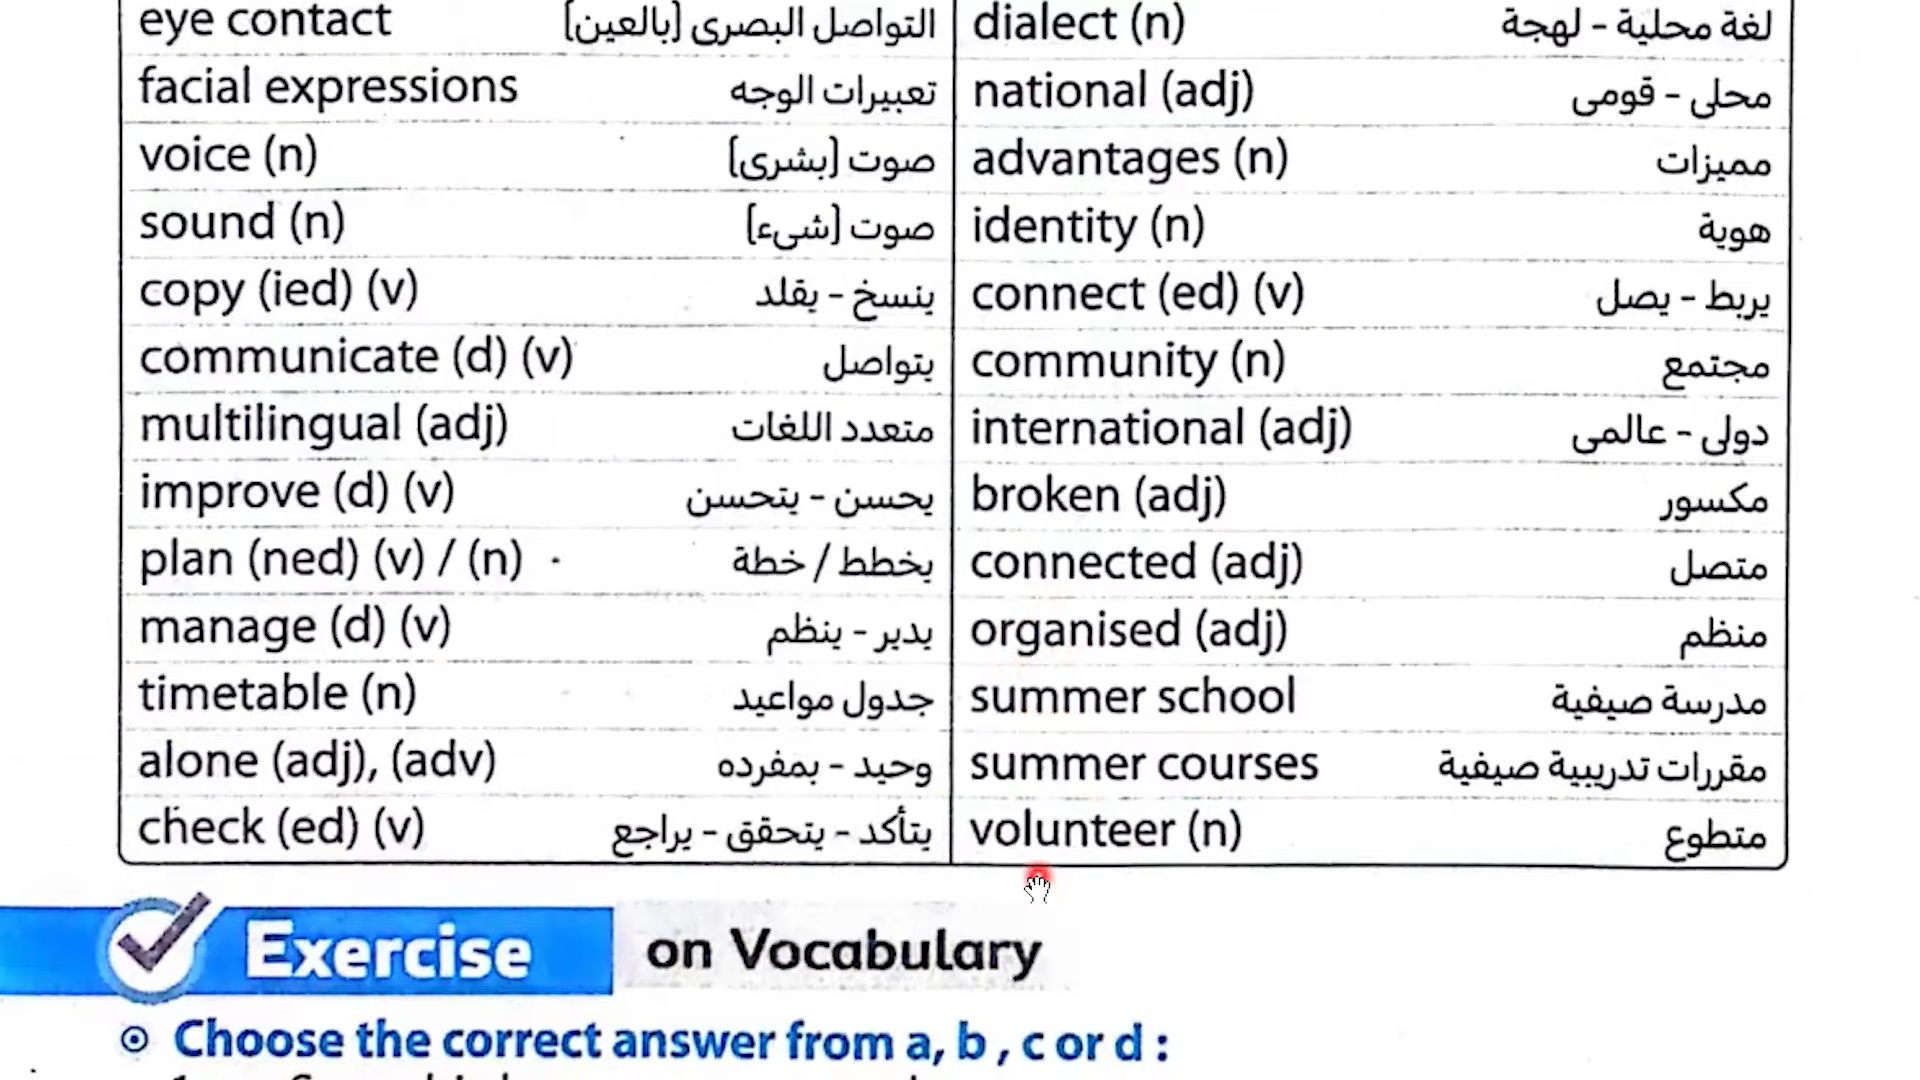 eye contact التواصل البصرى [بالعين]
facial expressions تعبيرات الوجه
voice (n) صوت [بشرى]
sound (n) صوت [شىء]
copy (ied) (v) ينسخ - يقلد
communicate (d) (v) يتواصل
multilingual (adj) متعدد اللغات
improve (d) (v) يحسن - يتحسن
plan (ned) (v) / (n) يخطط / خطة
manage (d) (v) يدير - ينظم
timetable (n) جدول مواعيد
alone (adj), (adv) وحيد - بمفرده
check (ed) (v) يتأكد - يتحقق - يراجع
dialect (n) لغة محلية - لهجة
national (adj) محلى - قومى
advantages (n) مميزات
identity (n) هوية
connect (ed) (v) يربط - يصل
community (n) مجتمع
international (adj) دولى - عالمى
broken (adj) مكسور
connected (adj) متصل
organised (adj) منظم
summer school مدرسة صيفية
summer courses مقررات تدريبية صيفية
volunteer (n) متطوع
Exercise on Vocabulary
Choose the correct answer from a, b , c or d :